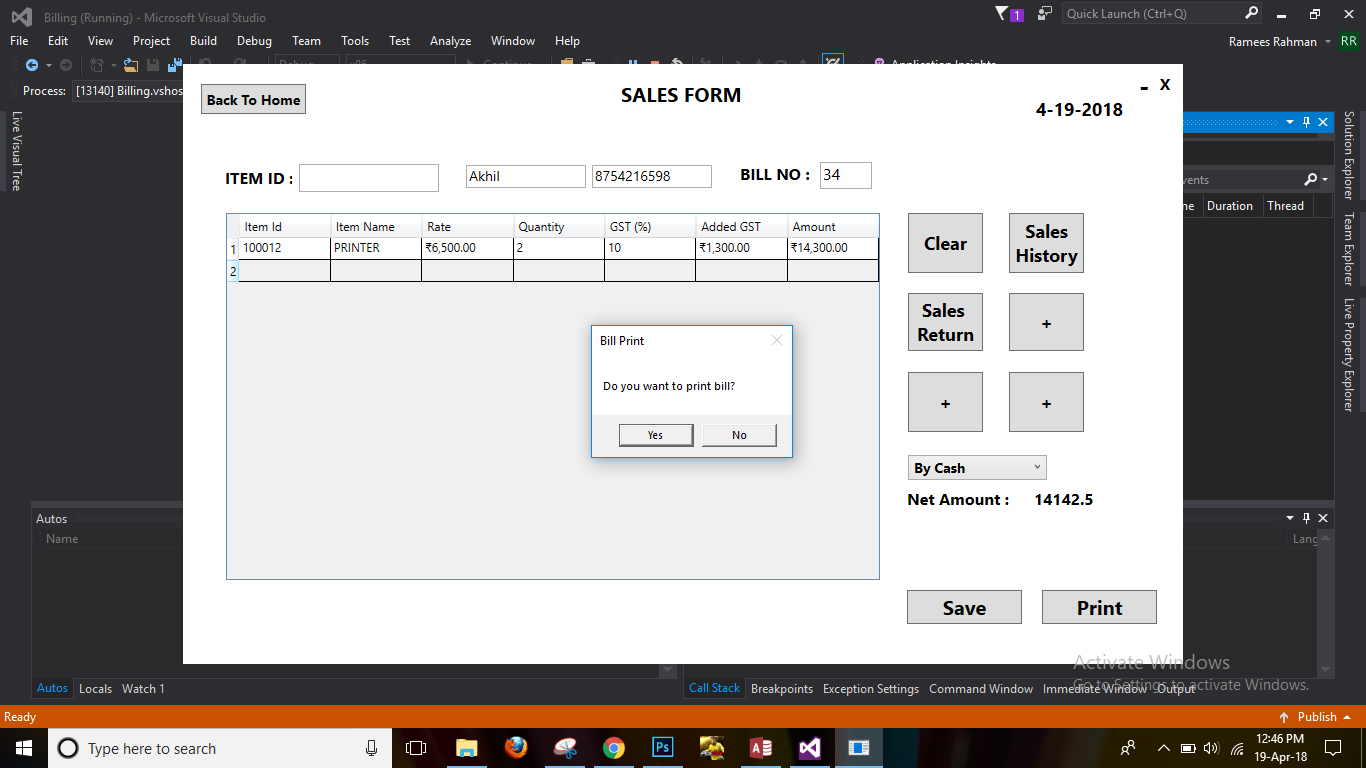 Billing (Running) - Microsoft Visual Studio
1
Quick Launch (Ctrl+Q)
File Edit View Project Build Debug Team Tools Test Analyze Window Help
Ramees Rahman RR
Process: [13140] Billing.vshos
Live Visual Tree
Back To Home
SALES FORM
- X
4-19-2018
ITEM ID :
Akhil
8754216598
BILL NO : 34
Item Id Item Name Rate Quantity GST (%) Added GST Amount
1 100012 PRINTER ₹6,500.00 2 10 ₹1,300.00 ₹14,300.00
2
Clear
Sales History
Sales Return
+
+
+
Bill Print
Do you want to print bill?
Yes No
By Cash
Net Amount : 14142.5
Save Print
vents
ne Duration Thread
Solution Explorer
Team Explorer
Live Property Explorer
Autos
Name
Lang
Activate Windows
Go to Settings to activate Windows.
Autos Locals Watch 1
Call Stack Breakpoints Exception Settings Command Window Immediate Window Output
Ready
Publish
Type here to search
Ps
12:46 PM
19-Apr-18